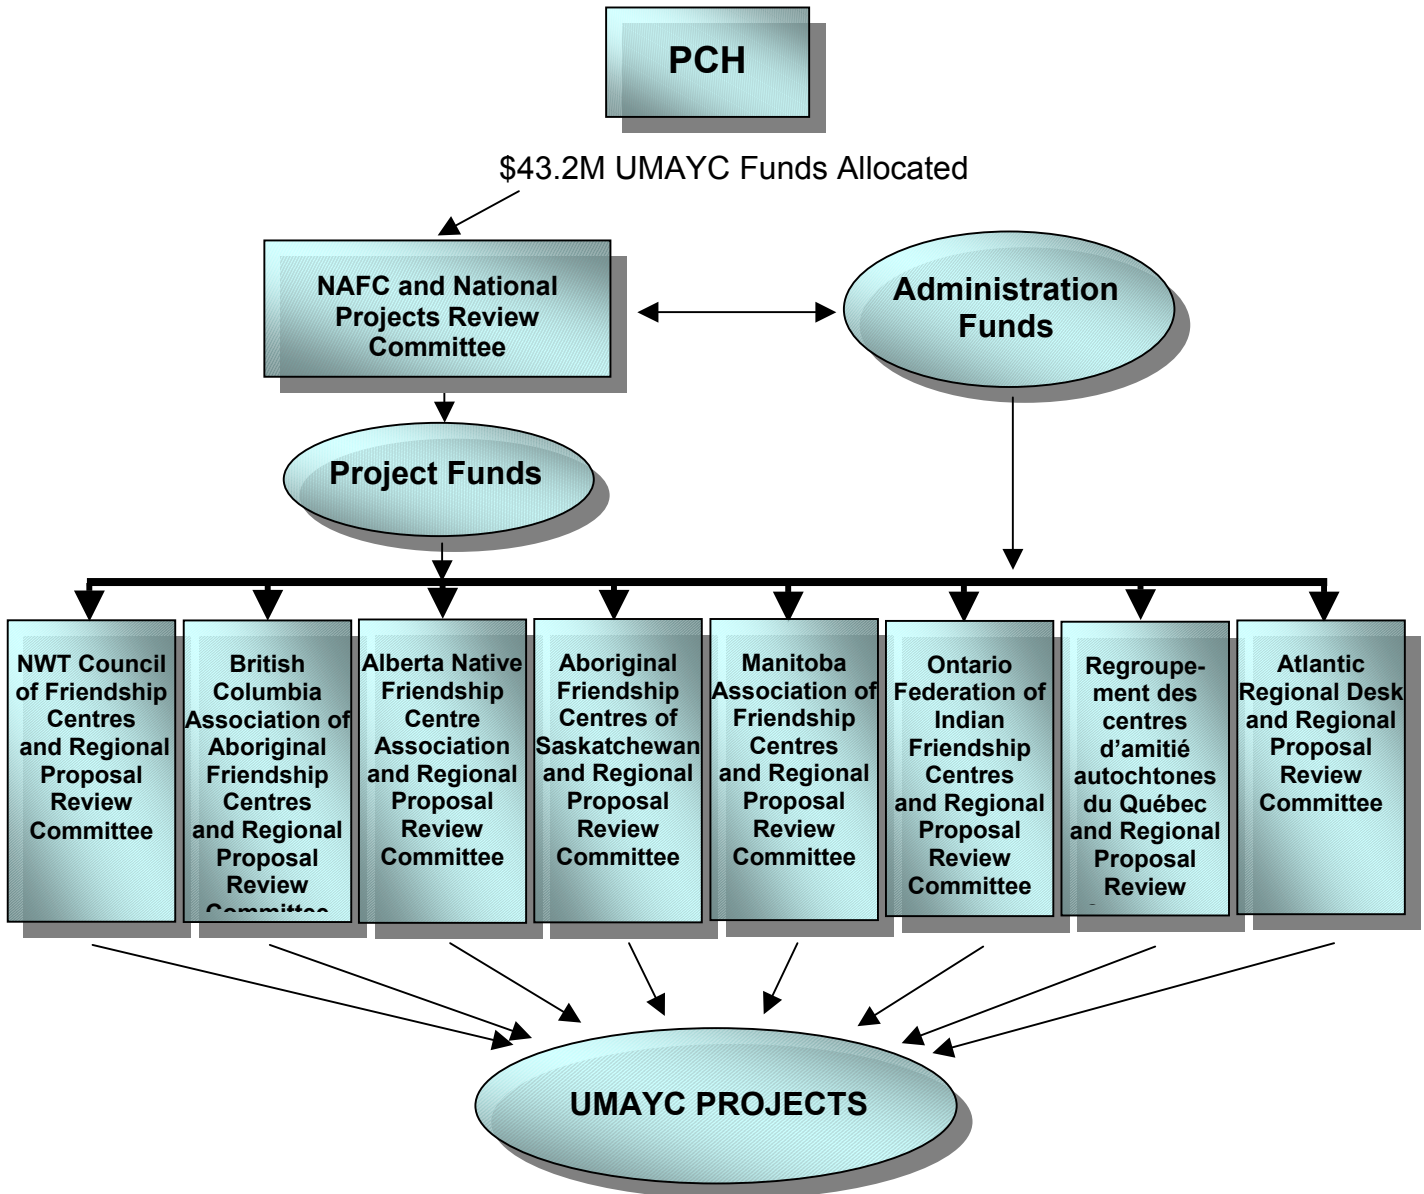 PCH
$43.2M UMAYC Funds Allocated
NAFC and National
Projects Review
Committee
Administration
Funds
Project Funds
NWT Council
of Friendship
Centres
and Regional
Proposal
Review
Committee
British
Columbia
Association of
Aboriginal
Friendship
Centres
and Regional
Proposal
Review
Committee
Alberta Native
Friendship
Centre
Association
and Regional
Proposal
Review
Committee
Aboriginal
Friendship
Centres of
Saskatchewan
and Regional
Proposal
Review
Committee
Manitoba
Association of
Friendship
Centres
and Regional
Proposal
Review
Committee
Ontario
Federation of
Indian
Friendship
Centres
and Regional
Proposal
Review
Committee
Regroupe-
ment des
centres
d’amitié
autochtones
du Québec
and Regional
Proposal
Review
Atlantic
Regional Desk
and Regional
Proposal
Review
Committee
UMAYC PROJECTS